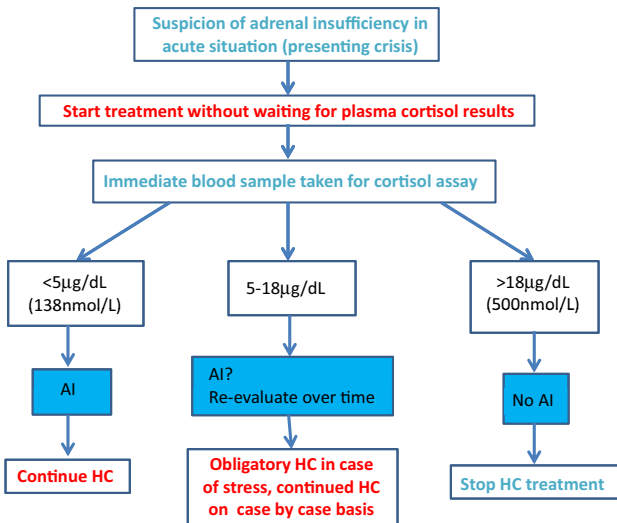 Suspicion of adrenal insufficiency in
acute situation (presenting crisis)
Start treatment without waiting for plasma cortisol results
Immediate blood sample taken for cortisol assay
<5µg/dL
(138nmol/L)
5-18µg/dL
>18µg/dL
(500nmol/L)
AI
AI?
Re-evaluate over time
No AI
Continue HC
Obligatory HC in case
of stress, continued HC
on case by case basis
Stop HC treatment